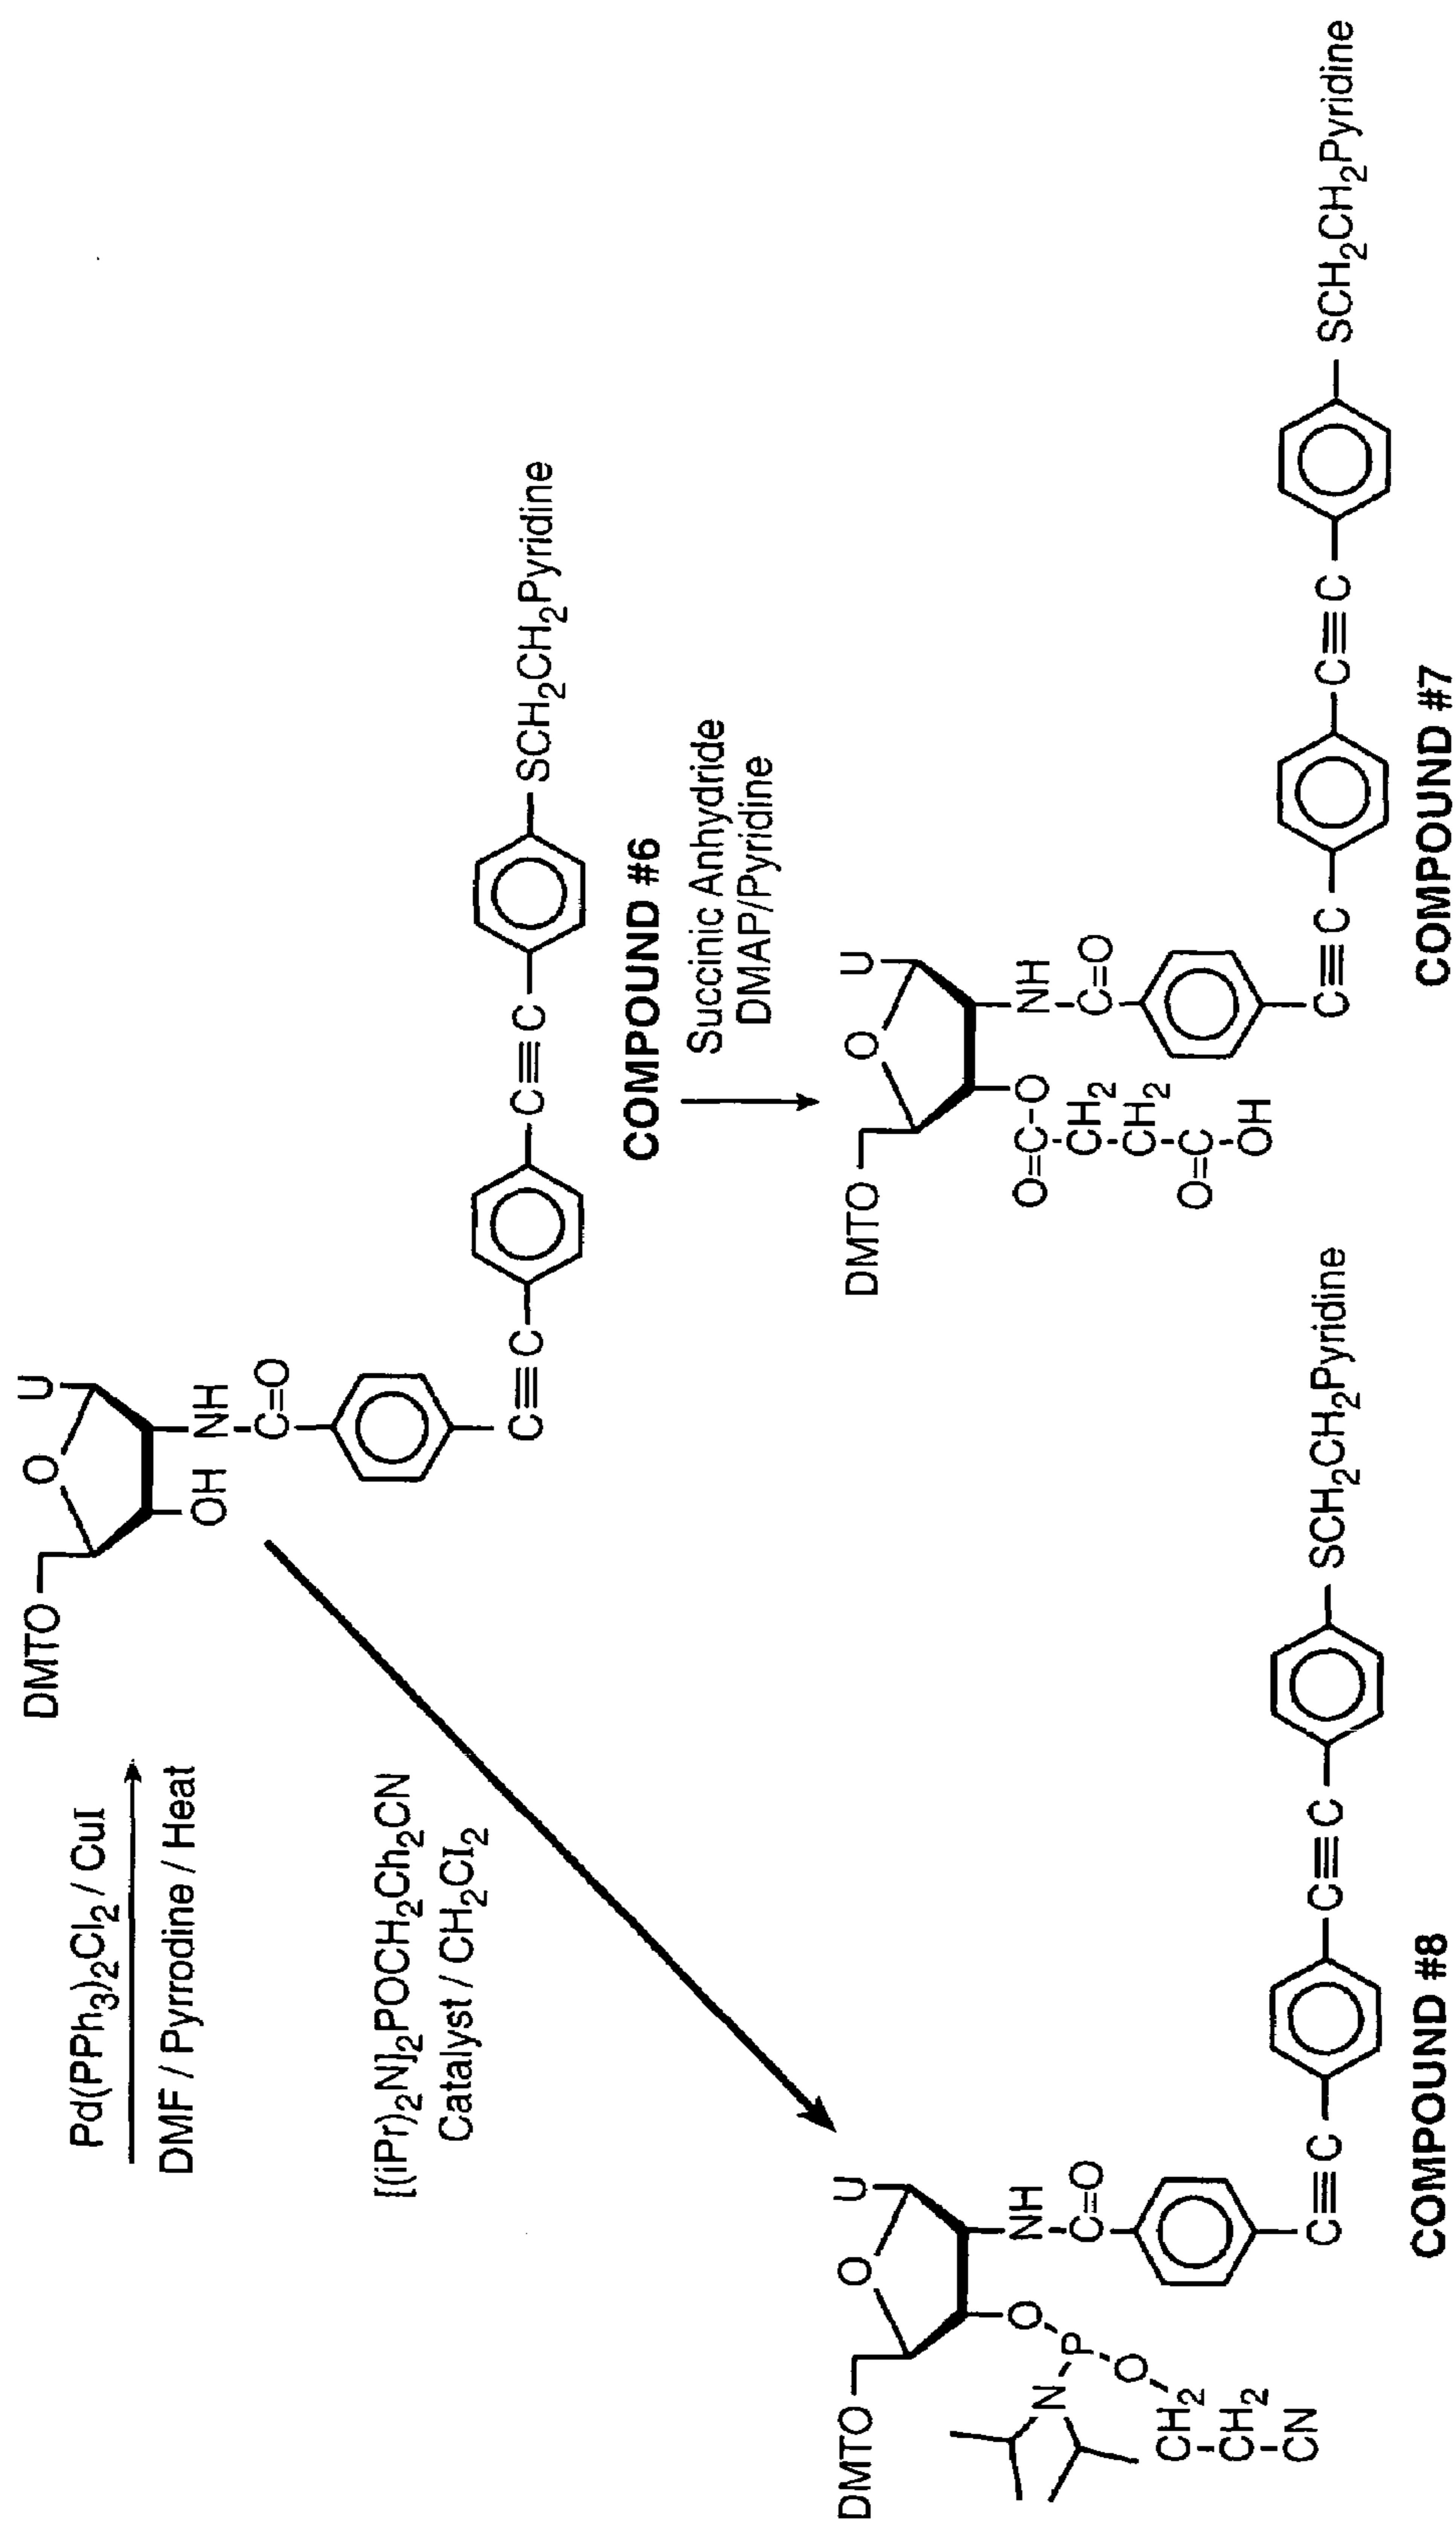 Pd(PPh₃)₂Cl₂ / CuI
DMF / Pyrrodine / Heat
DMTO
O
U
OH
NH
C=O
C≡C
C≡C
SCH₂CH₂Pyridine
COMPOUND #6
[(iPr)₂N]₂POCH₂Ch₂CN
Catalyst / CH₂Cl₂
Succinic Anhydride
DMAP/Pyridine
DMTO
O
U
O
P
N
O
CH₂
CH₂
CN
NH
C=O
C≡C
C≡C
SCH₂CH₂Pyridine
COMPOUND #8
DMTO
O
U
O=C-O
CH₂
CH₂
O=C
OH
NH
C=O
C≡C
C≡C
SCH₂CH₂Pyridine
COMPOUND #7